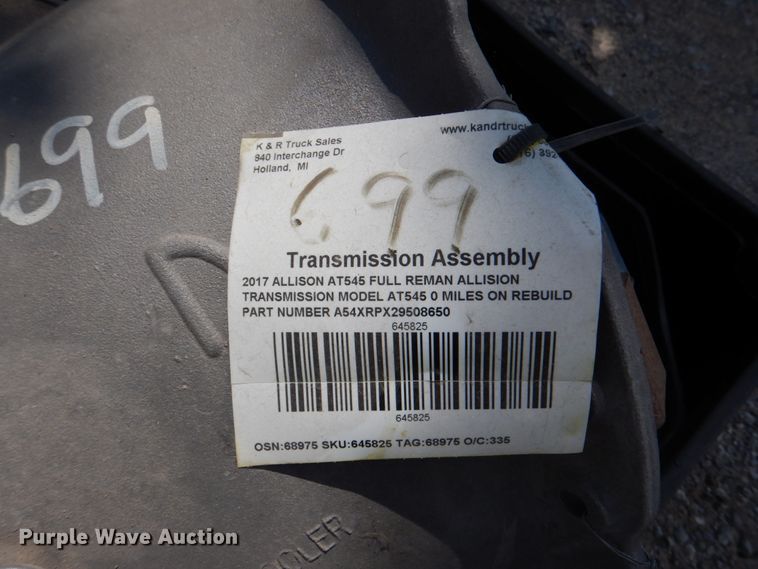 699
K & R Truck Sales
840 Interchange Dr
Holland, MI
www.kandrtruck
699
Transmission Assembly
2017 ALLISON AT545 FULL REMAN ALLISION
TRANSMISSION MODEL AT545 0 MILES ON REBUILD
PART NUMBER A54XRPX29508650
645825
645825
OSN:68975 SKU:645825 TAG:68975 O/C:335
Purple Wave Auction